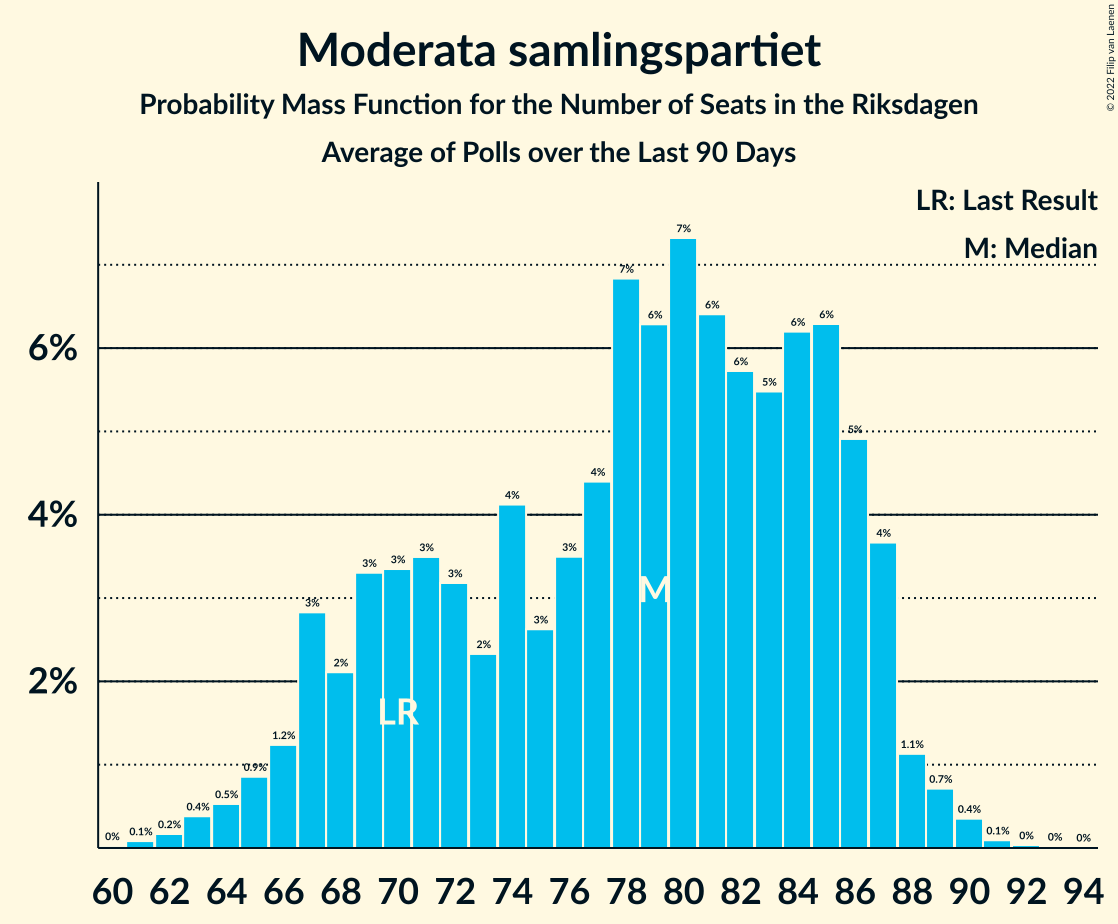 Moderata samlingspartiet
Probability Mass Function for the Number of Seats in the Riksdagen
Average of Polls over the Last 90 Days
© 2022 Filip van Laenen
LR: Last Result
M: Median
6%
4%
2%
0% 0.1% 0.2% 0.4% 0.5% 0.9% 1.2% 3% 2% 3% 3% 3% 3% 2% 4% 3% 3% 4% 7% 6% 7% 6% 6% 5% 6% 6% 5% 4% 1.1% 0.7% 0.4% 0.1% 0% 0% 0%
M
LR
60 62 64 66 68 70 72 74 76 78 80 82 84 86 88 90 92 94